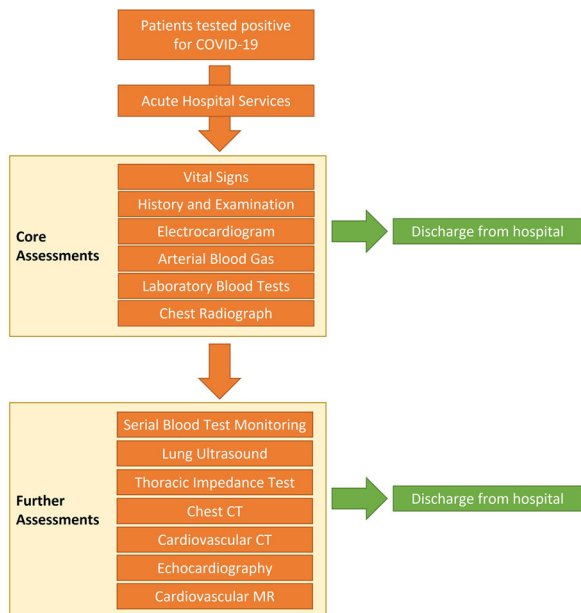 Patients tested positive
for COVID-19
Acute Hospital Services
Core
Assessments
Vital Signs
History and Examination
Electrocardiogram
Arterial Blood Gas
Laboratory Blood Tests
Chest Radiograph
Discharge from hospital
Further
Assessments
Serial Blood Test Monitoring
Lung Ultrasound
Thoracic Impedance Test
Chest CT
Cardiovascular CT
Echocardiography
Cardiovascular MR
Discharge from hospital